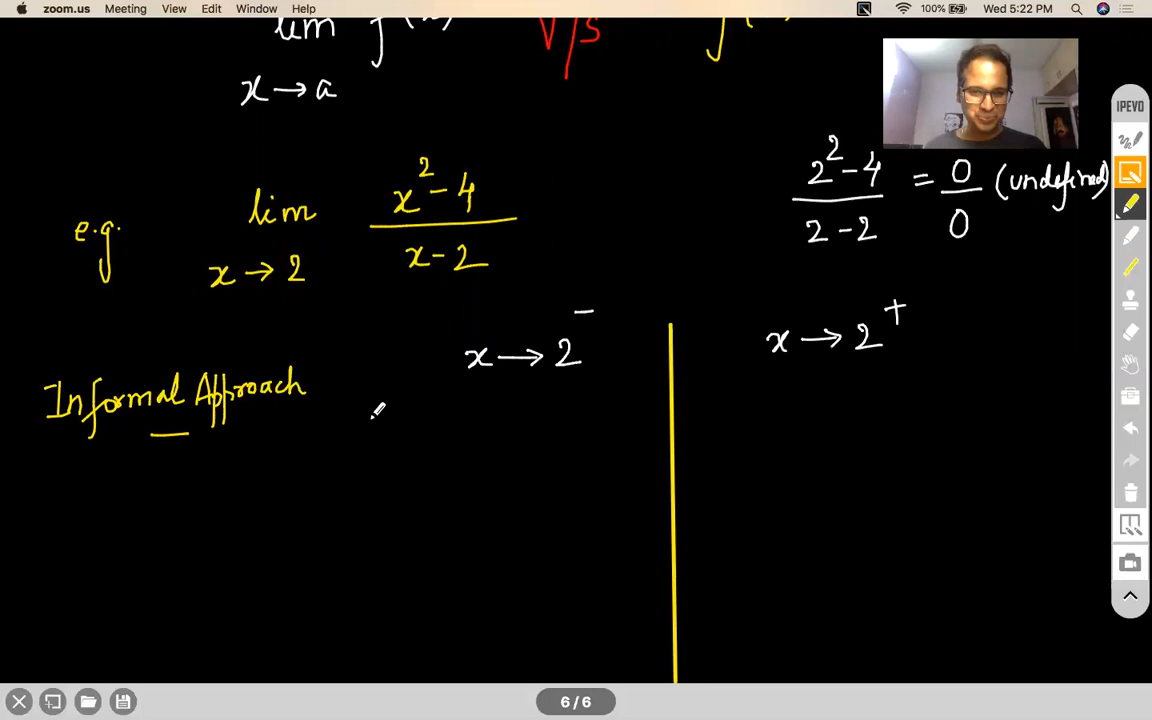 zoom.us Meeting View Edit Help 100% Wed 5:22 PM
lim f(x) V/S f(
x → a
IPEVO
e.g. lim x² - 4 2² - 4 = 0 (undefined)
x → 2 x - 2 2 - 2 0
x → 2⁻ x → 2⁺
Informal Approach
6/6